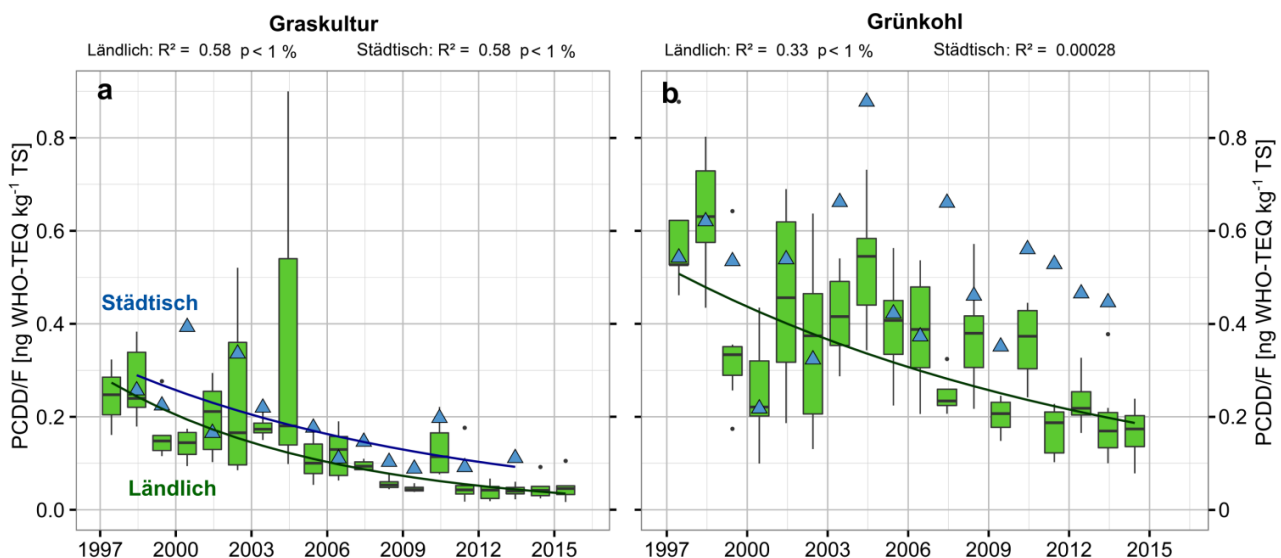 Graskultur
Ländlich: R² = 0.58 p < 1 % Städtisch: R² = 0.58 p < 1 %
a
PCDD/F [ng WHO-TEQ kg⁻¹ TS]
0.8
0.6
0.4
0.2
0.0
Städtisch
Ländlich
1997 2000 2003 2006 2009 2012 2015
Grünkohl
Ländlich: R² = 0.33 p < 1 % Städtisch: R² = 0.00028
b
0.8
0.6
0.4
0.2
0
PCDD/F [ng WHO-TEQ kg⁻¹ TS]
1997 2000 2003 2006 2009 2012 2015